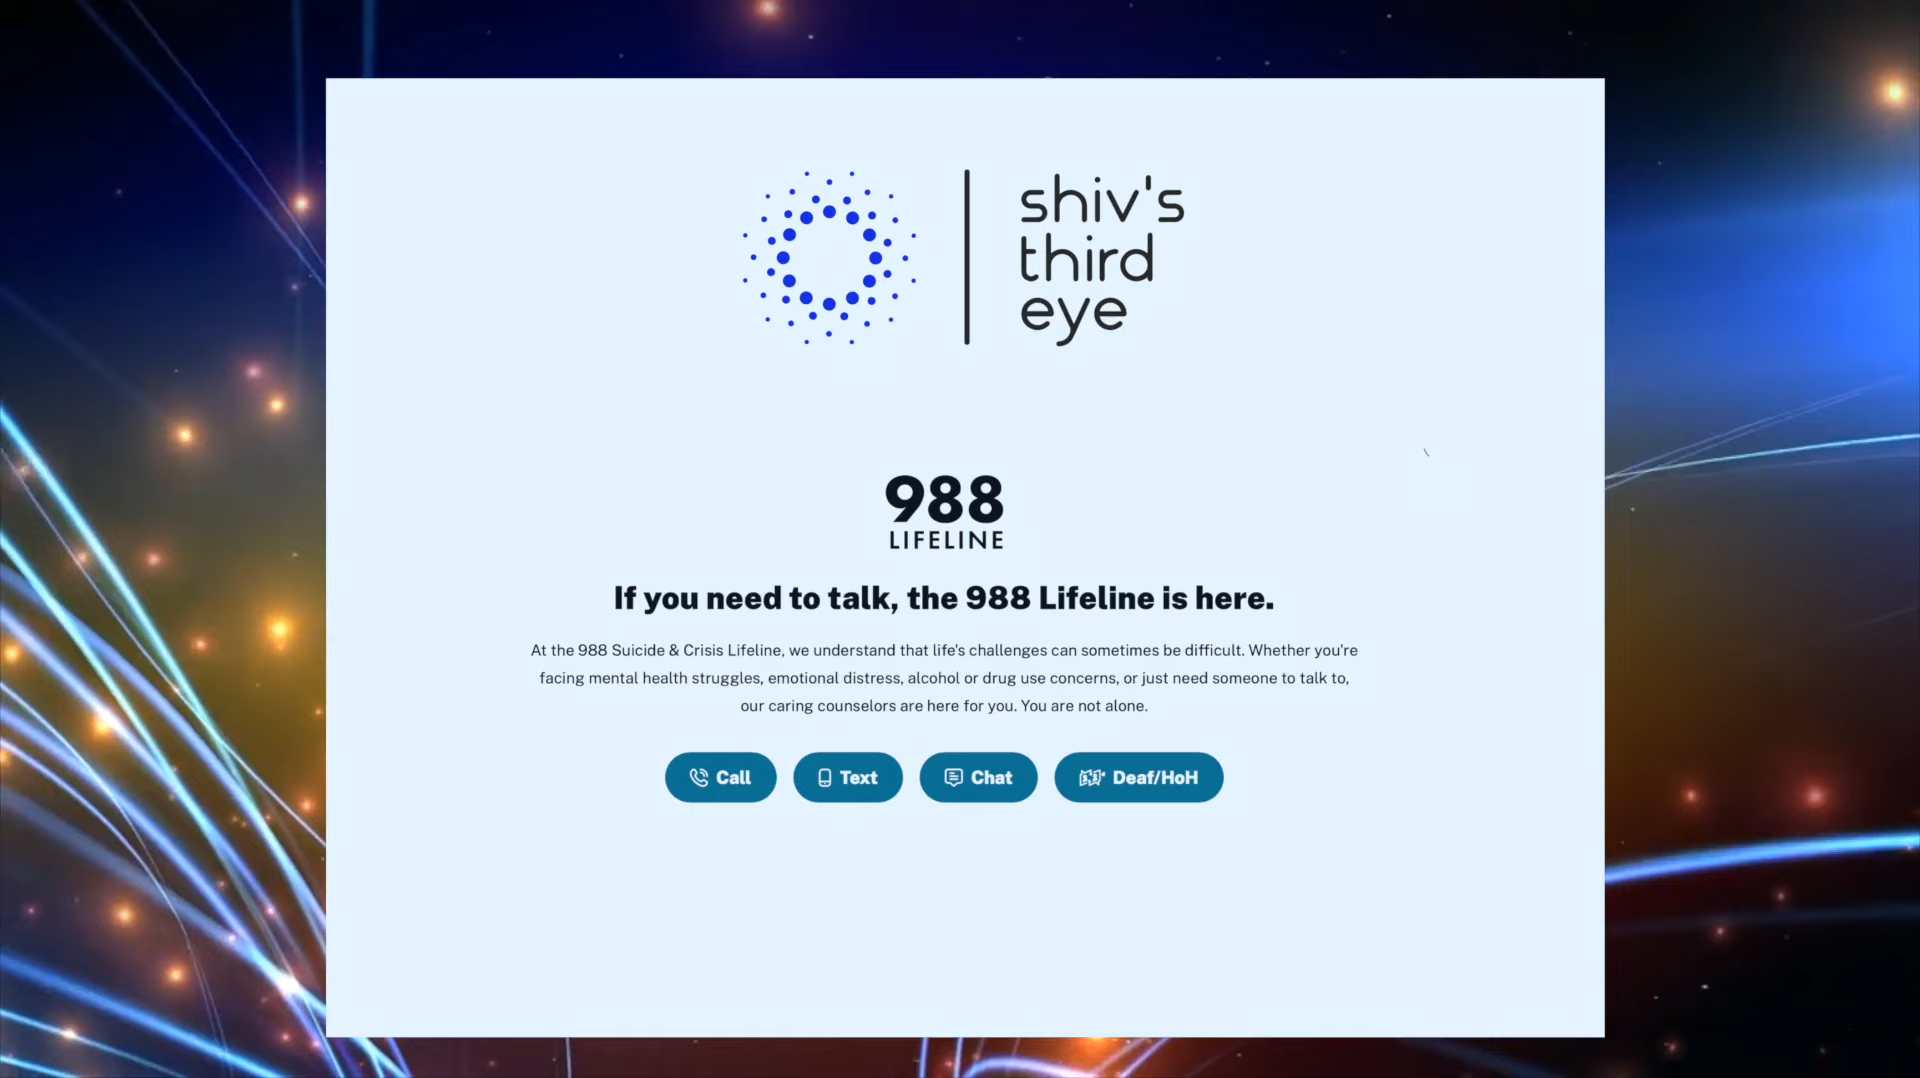 shiv's
third
eye
988
LIFELINE
If you need to talk, the 988 Lifeline is here.
At the 988 Suicide & Crisis Lifeline, we understand that life's challenges can sometimes be difficult. Whether you're
facing mental health struggles, emotional distress, alcohol or drug use concerns, or just need someone to talk to,
our caring counselors are here for you. You are not alone.
Call Text Chat Deaf/HoH